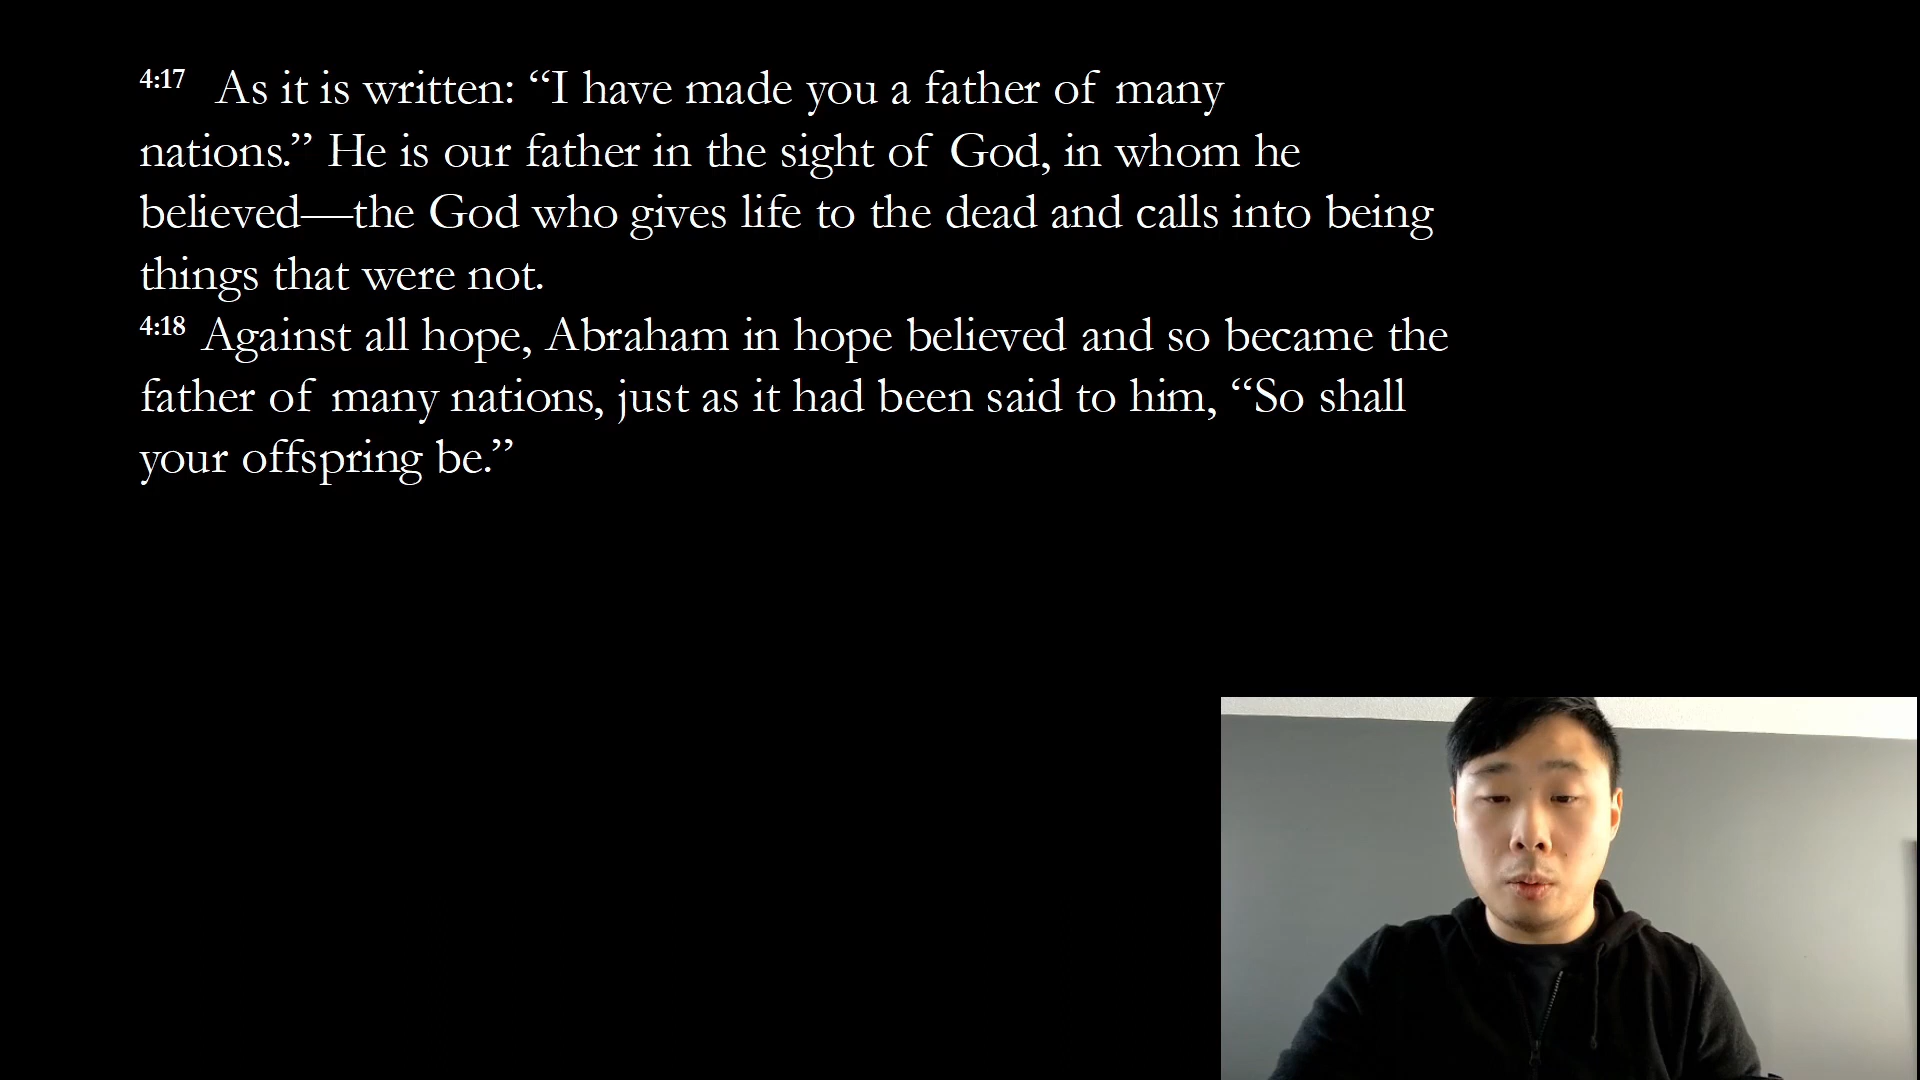 4:17 As it is written: “I have made you a father of many
nations.” He is our father in the sight of God, in whom he
believed—the God who gives life to the dead and calls into being
things that were not.
4:18 Against all hope, Abraham in hope believed and so became the
father of many nations, just as it had been said to him, “So shall
your offspring be.”